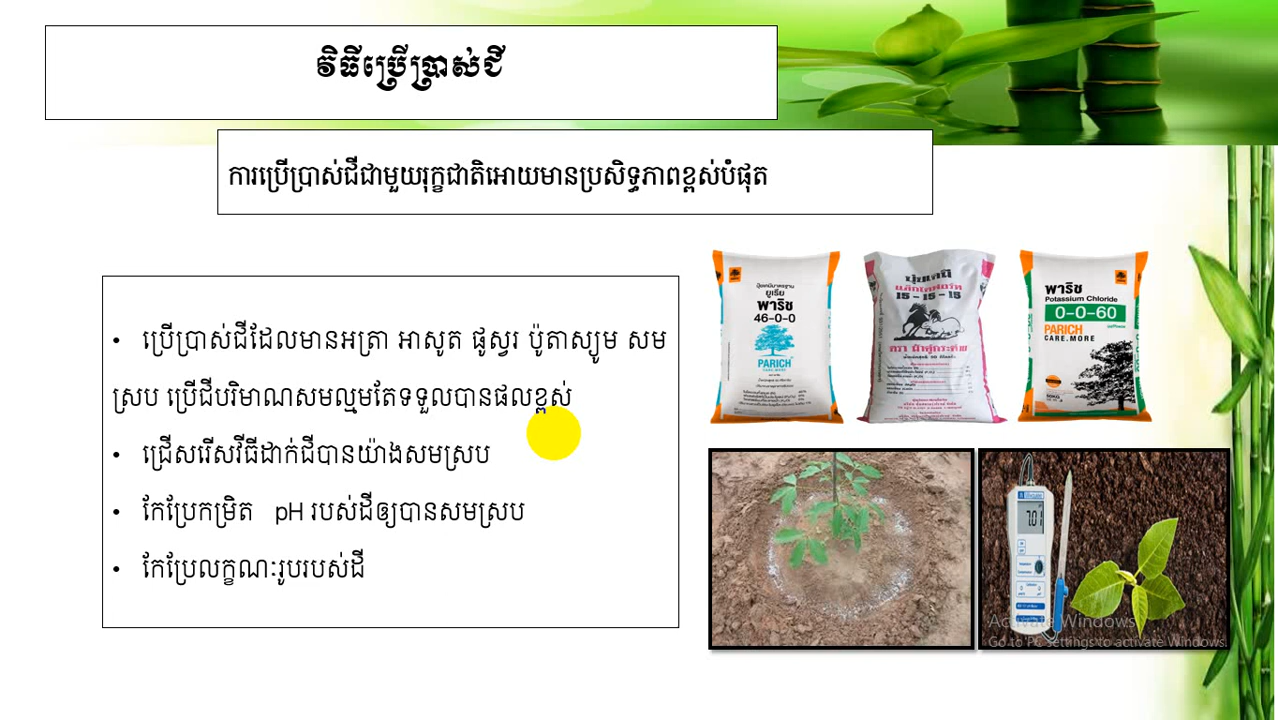 វិធីប្រើប្រាស់ជី
ការប្រើប្រាស់ជីជាមួយរុក្ខជាតិអោយមានប្រសិទ្ធភាពខ្ពស់បំផុត
• ប្រើប្រាស់ជីដែលមានអត្រា អាសូត ផូស្វរ ប៉ូតាស្យូម សម
ស្រប ប្រើជីបរិមាណសមល្មមតែទទួលបានផលខ្ពស់
• ជ្រើសរើសវីធីដាក់ជីបានយ៉ាងសមស្រប
• កែប្រែកម្រិត pH របស់ដីឲ្យបានសមស្រប
• កែប្រែលក្ខណៈរូបរបស់ដី
ยูเรีย
พาริช
46-0-0
PARICH
CARE.MORE
15-15-15
พาริช
Potassium Chloride
0-0-60
PARICH
CARE.MORE
50KG
7.01
Activate Windows
Go to PC settings to activate Windows.